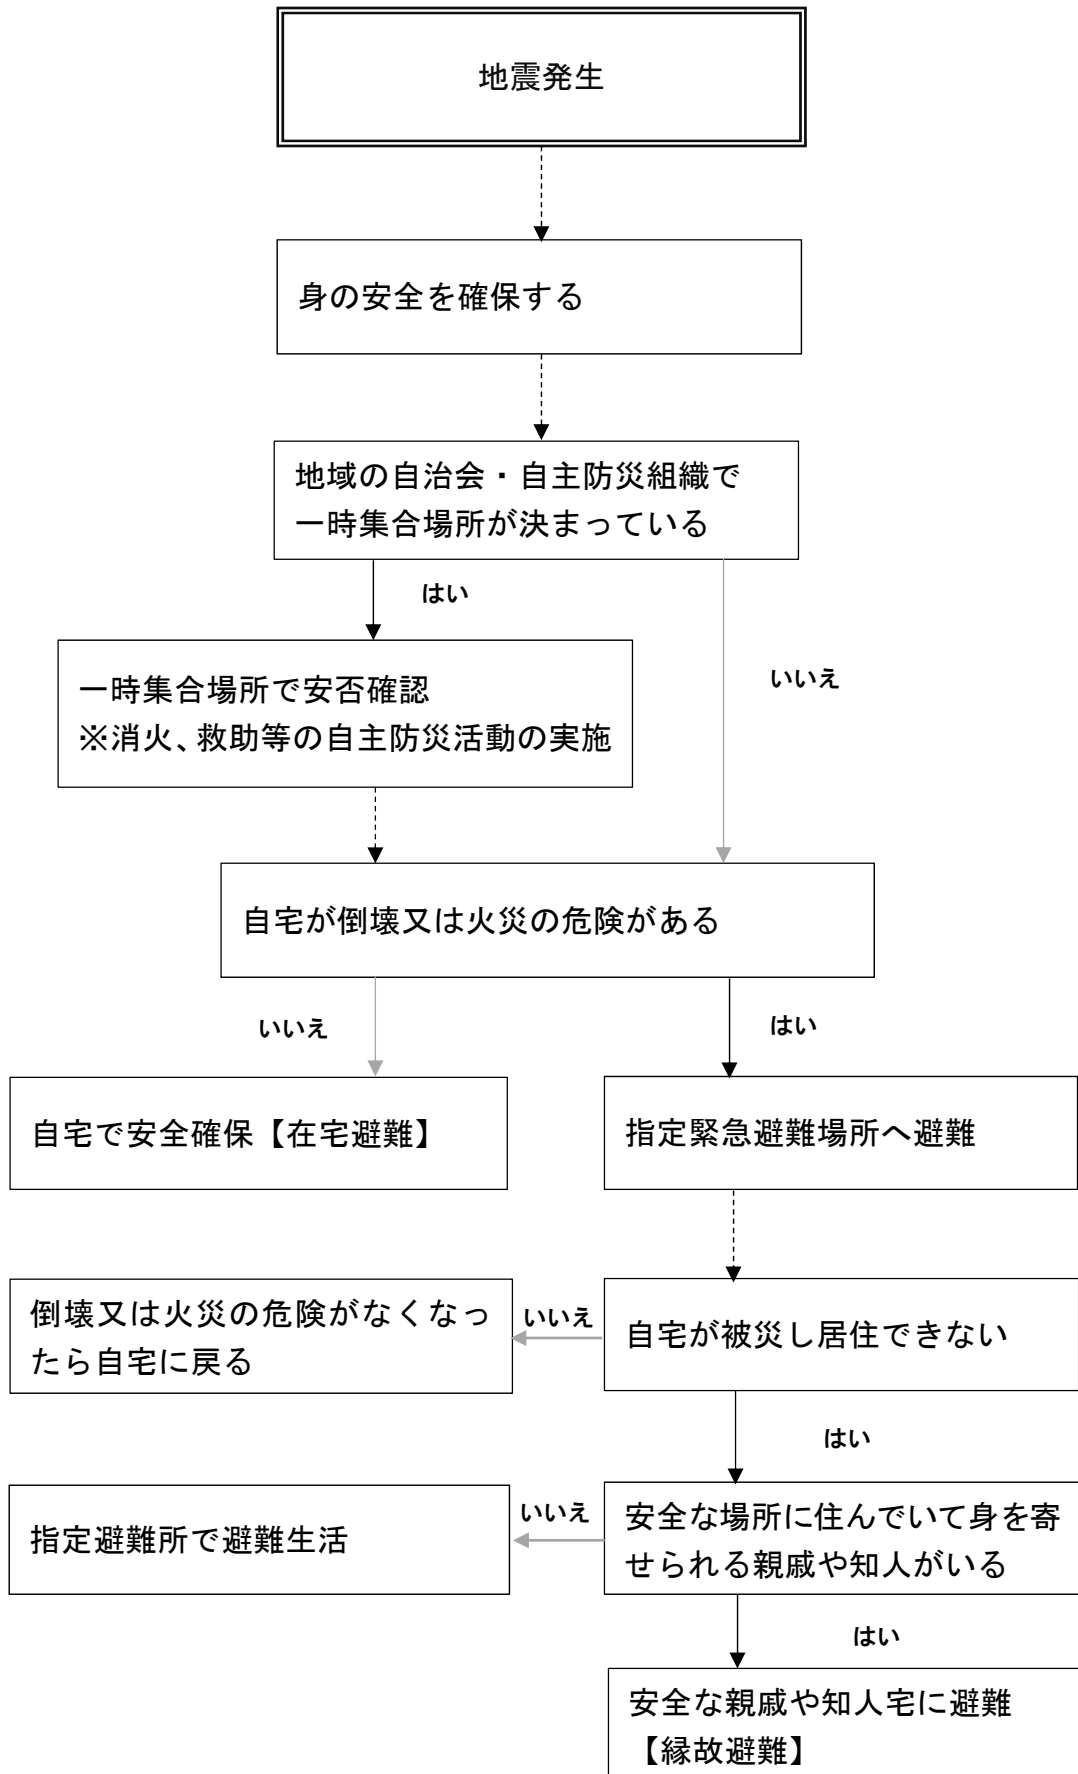 地震発生
身の安全を確保する
地域の自治会・自主防災組織で
一時集合場所が決まっている
はい
いいえ
一時集合場所で安否確認
※消火、救助等の自主防災活動の実施
自宅が倒壊又は火災の危険がある
いいえ
はい
自宅で安全確保【在宅避難】
指定緊急避難場所へ避難
倒壊又は火災の危険がなくなっ
たら自宅に戻る
いいえ
自宅が被災し居住できない
はい
指定避難所で避難生活
いいえ
安全な場所に住んでいて身を寄
せられる親戚や知人がいる
はい
安全な親戚や知人宅に避難
【縁故避難】